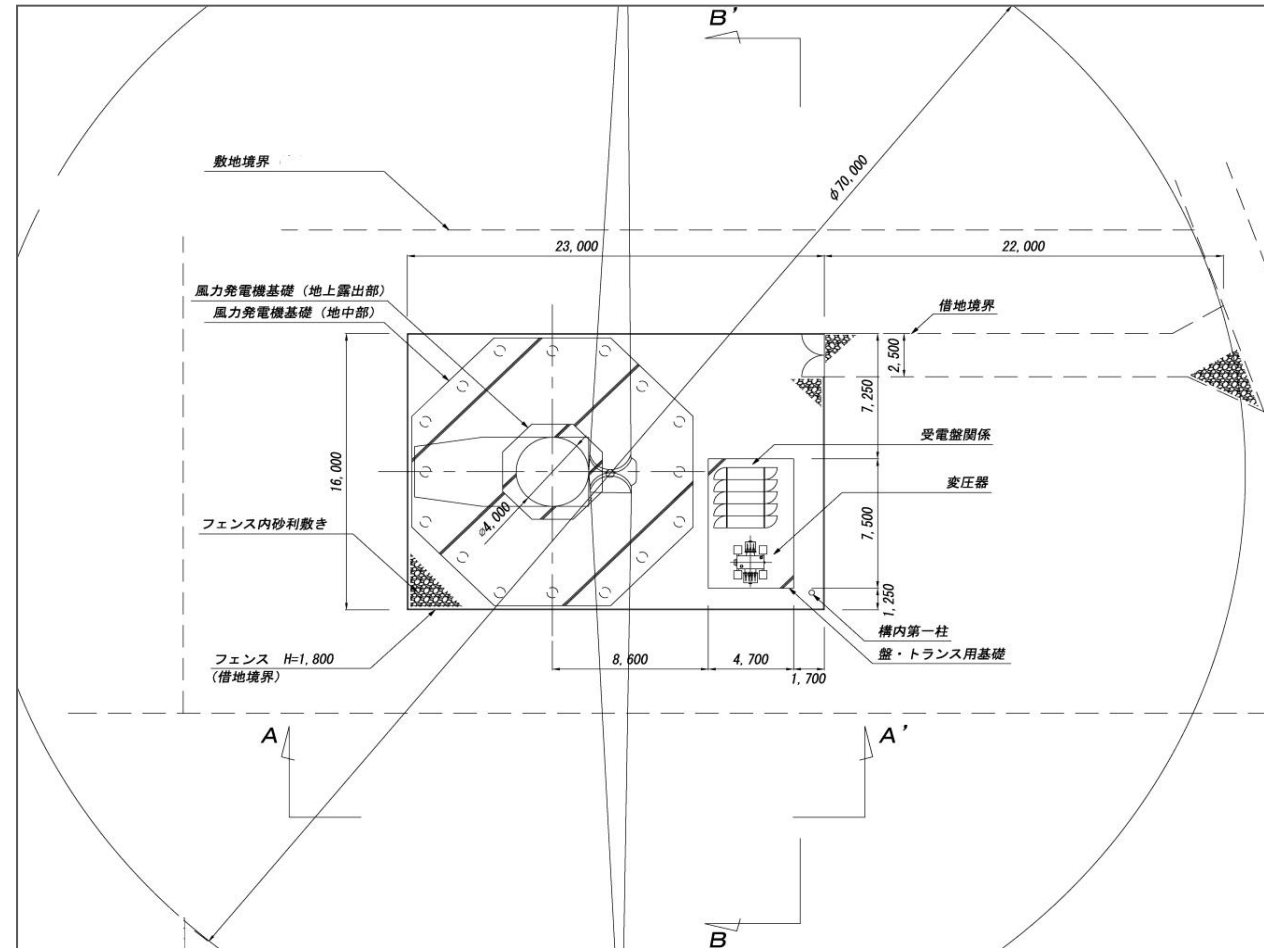 B'
敷地境界
φ70,000
23,000
22,000
風力発電機基礎（地上露出部）
風力発電機基礎（地中部）
借地境界
2,500
7,250
受電盤関係
16,000
変圧器
7,500
フェンス内砂利敷き
φ4,000
1,250
構内第一柱
フェンス H=1,800
(借地境界)
8,600
4,700
盤・トランス用基礎
1,700
A
A'
B